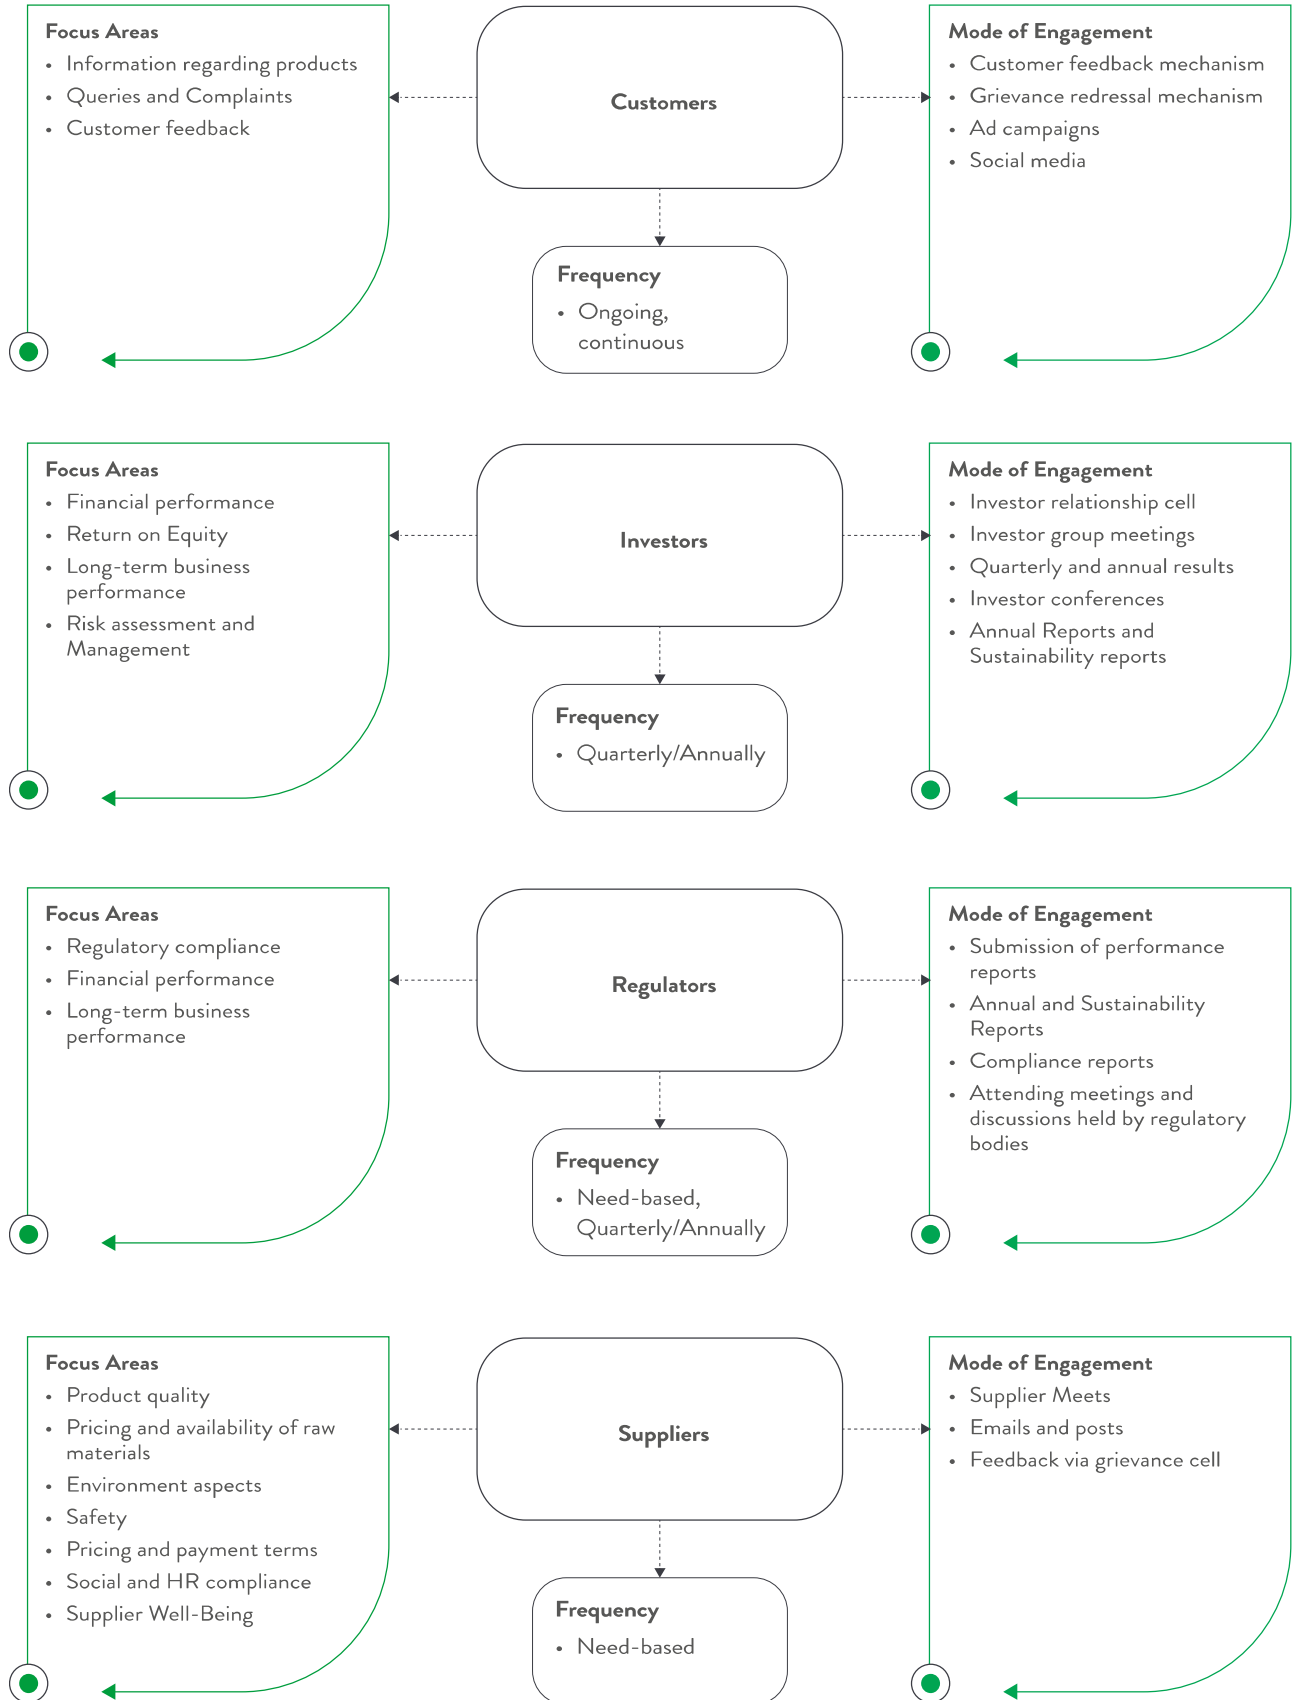 Focus Areas
• Information regarding products
• Queries and Complaints
• Customer feedback
Customers
Mode of Engagement
• Customer feedback mechanism
• Grievance redressal mechanism
• Ad campaigns
• Social media
Frequency
• Ongoing,
continuous
Focus Areas
• Financial performance
• Return on Equity
• Long-term business
performance
• Risk assessment and
Management
Investors
Mode of Engagement
• Investor relationship cell
• Investor group meetings
• Quarterly and annual results
• Investor conferences
• Annual Reports and
Sustainability reports
Frequency
• Quarterly/Annually
Focus Areas
• Regulatory compliance
• Financial performance
• Long-term business
performance
Regulators
Mode of Engagement
• Submission of performance
reports
• Annual and Sustainability
Reports
• Compliance reports
• Attending meetings and
discussions held by regulatory
bodies
Frequency
• Need-based,
Quarterly/Annually
Focus Areas
• Product quality
• Pricing and availability of raw
materials
• Environment aspects
• Safety
• Pricing and payment terms
• Social and HR compliance
• Supplier Well-Being
Suppliers
Mode of Engagement
• Supplier Meets
• Emails and posts
• Feedback via grievance cell
Frequency
• Need-based